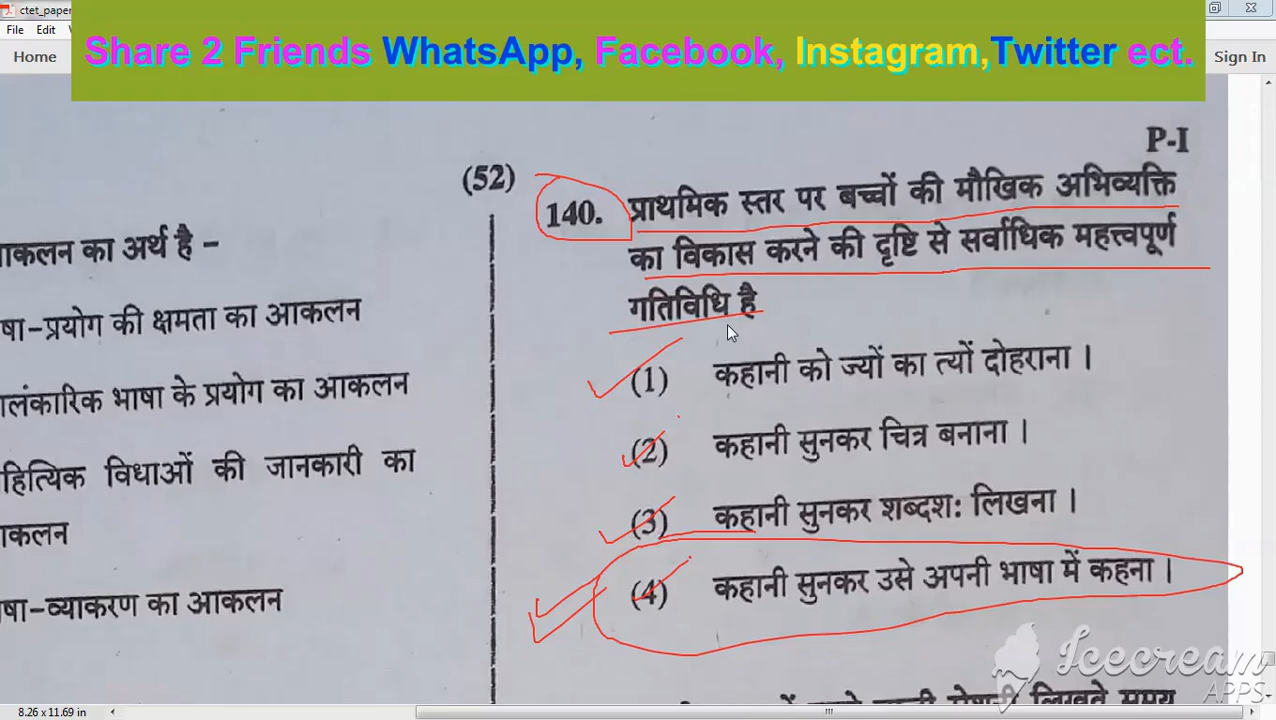 ctet_pape
File Edit
Share 2 Friends WhatsApp, Facebook, Instagram,Twitter ect.
Home
Sign In
P-I
(52)
140. प्राथमिक स्तर पर बच्चों की मौखिक अभिव्यक्ति
का विकास करने की दृष्टि से सर्वाधिक महत्त्वपूर्ण
गतिविधि है
(1) कहानी को ज्यों का त्यों दोहराना ।
(2) कहानी सुनकर चित्र बनाना ।
(3) कहानी सुनकर शब्दश: लिखना ।
(4) कहानी सुनकर उसे अपनी भाषा में कहना ।
का अर्थ है –
प्रयोग की क्षमता का आकलन
भाषा के प्रयोग का आकलन
विधाओं की जानकारी का
व्याकरण का आकलन
लिखते समय
Icecream
APPS
8.26 x 11.69 in